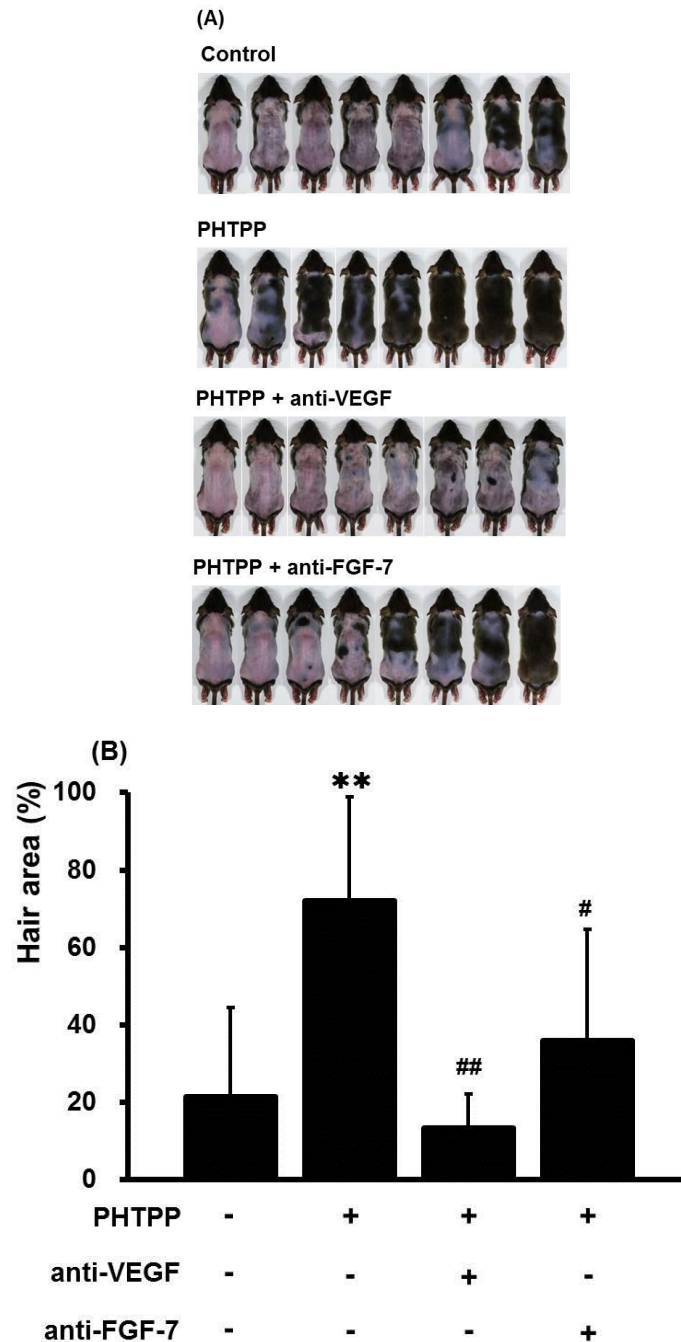 (A)
Control
PHTPP
PHTPP + anti-VEGF
PHTPP + anti-FGF-7
(B)
Hair area (%)
100
80
60
40
20
0
**
##
#
PHTPP - + + +
anti-VEGF - - + -
anti-FGF-7 - - - +